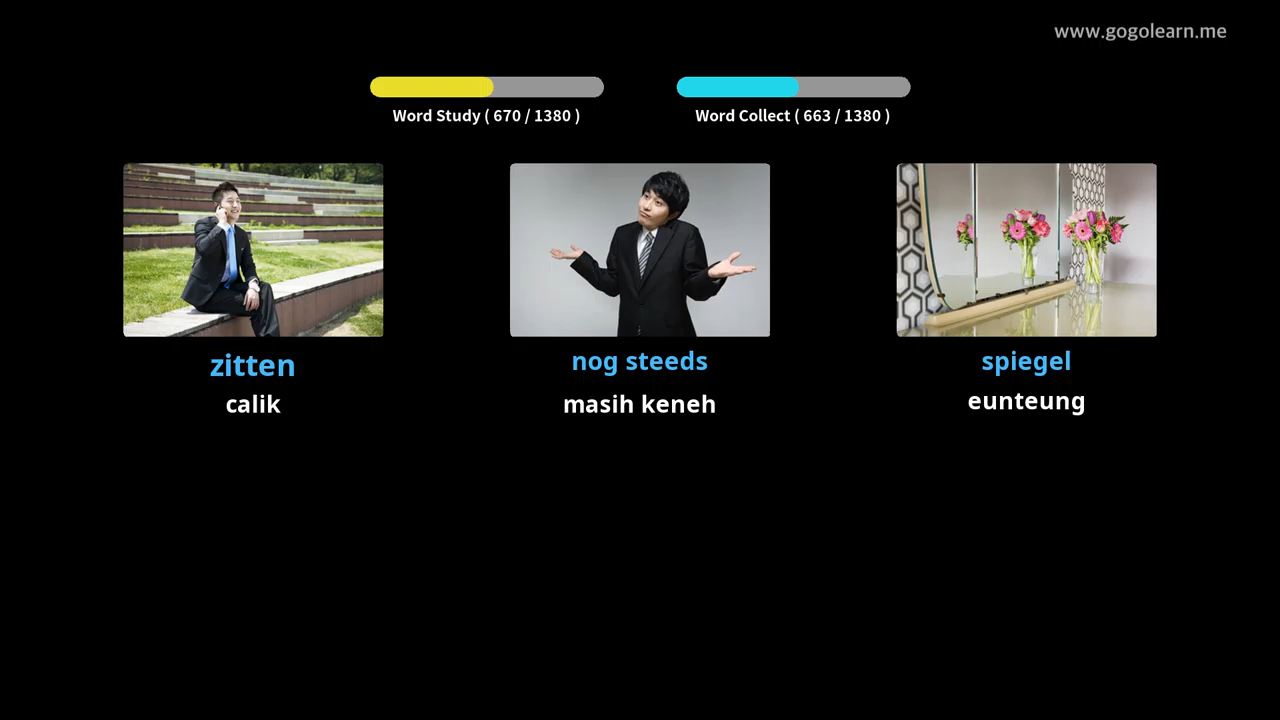 www.gogolearn.me
Word Study ( 670 / 1380 )
Word Collect ( 663 / 1380 )
zitten
calik
nog steeds
masih keneh
spiegel
eunteung